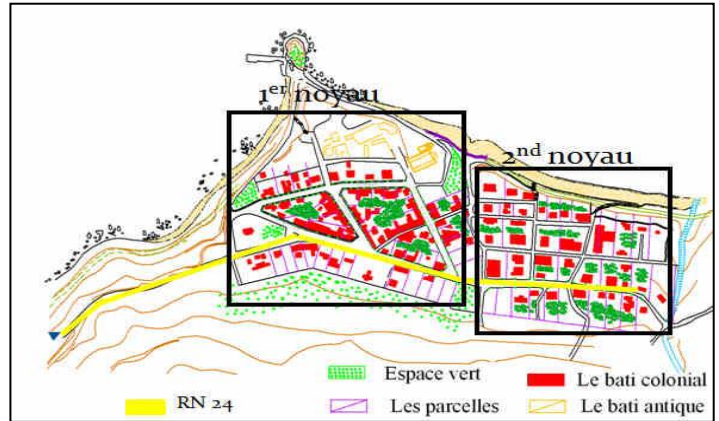 1er noyau
2nd noyau
Espace vert
Le bati colonial
RN 24
Les parcelles
Le bati antique